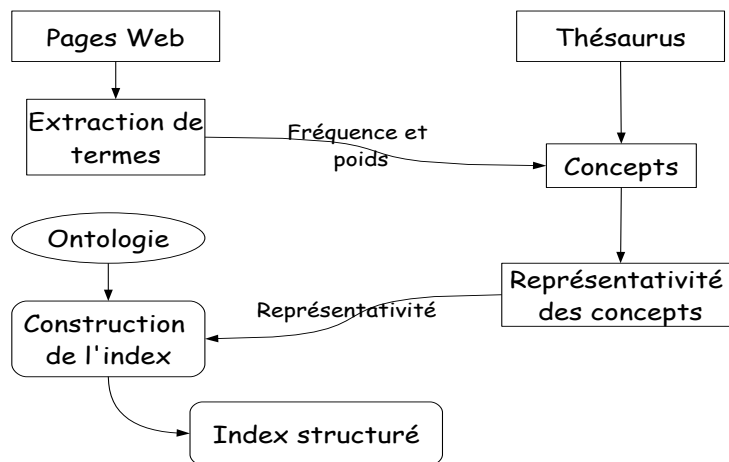 Pages Web
Thésaurus
Extraction de
termes
Fréquence et
poids
Concepts
Ontologie
Représentativité
des concepts
Représentativité
Construction
de l'index
Index structuré